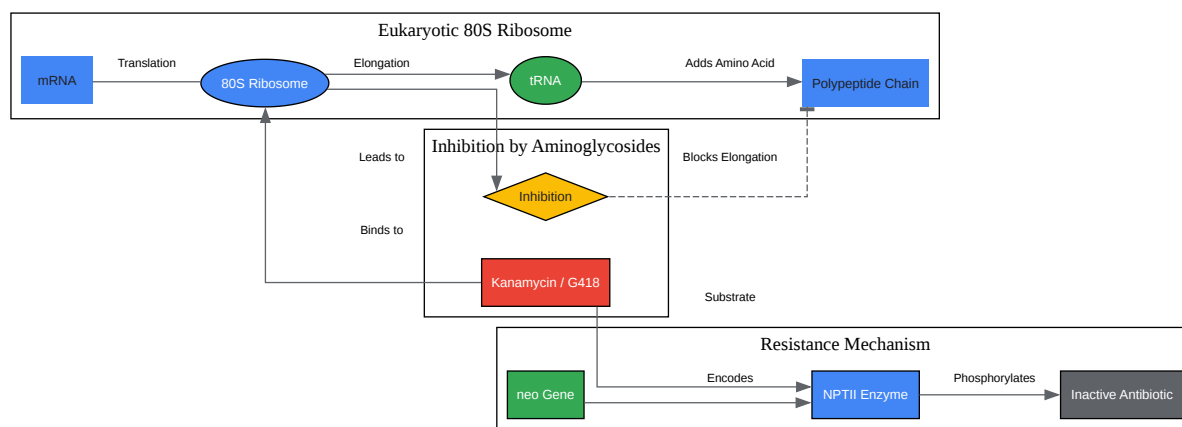 Eukaryotic 80S Ribosome
mRNA
Translation
80S Ribosome
Elongation
tRNA
Adds Amino Acid
Polypeptide Chain
Inhibition by Aminoglycosides
Leads to
Blocks Elongation
Inhibition
Binds to
Kanamycin / G418
Substrate
Resistance Mechanism
neo Gene
Encodes
NPTII Enzyme
Phosphorylates
Inactive Antibiotic